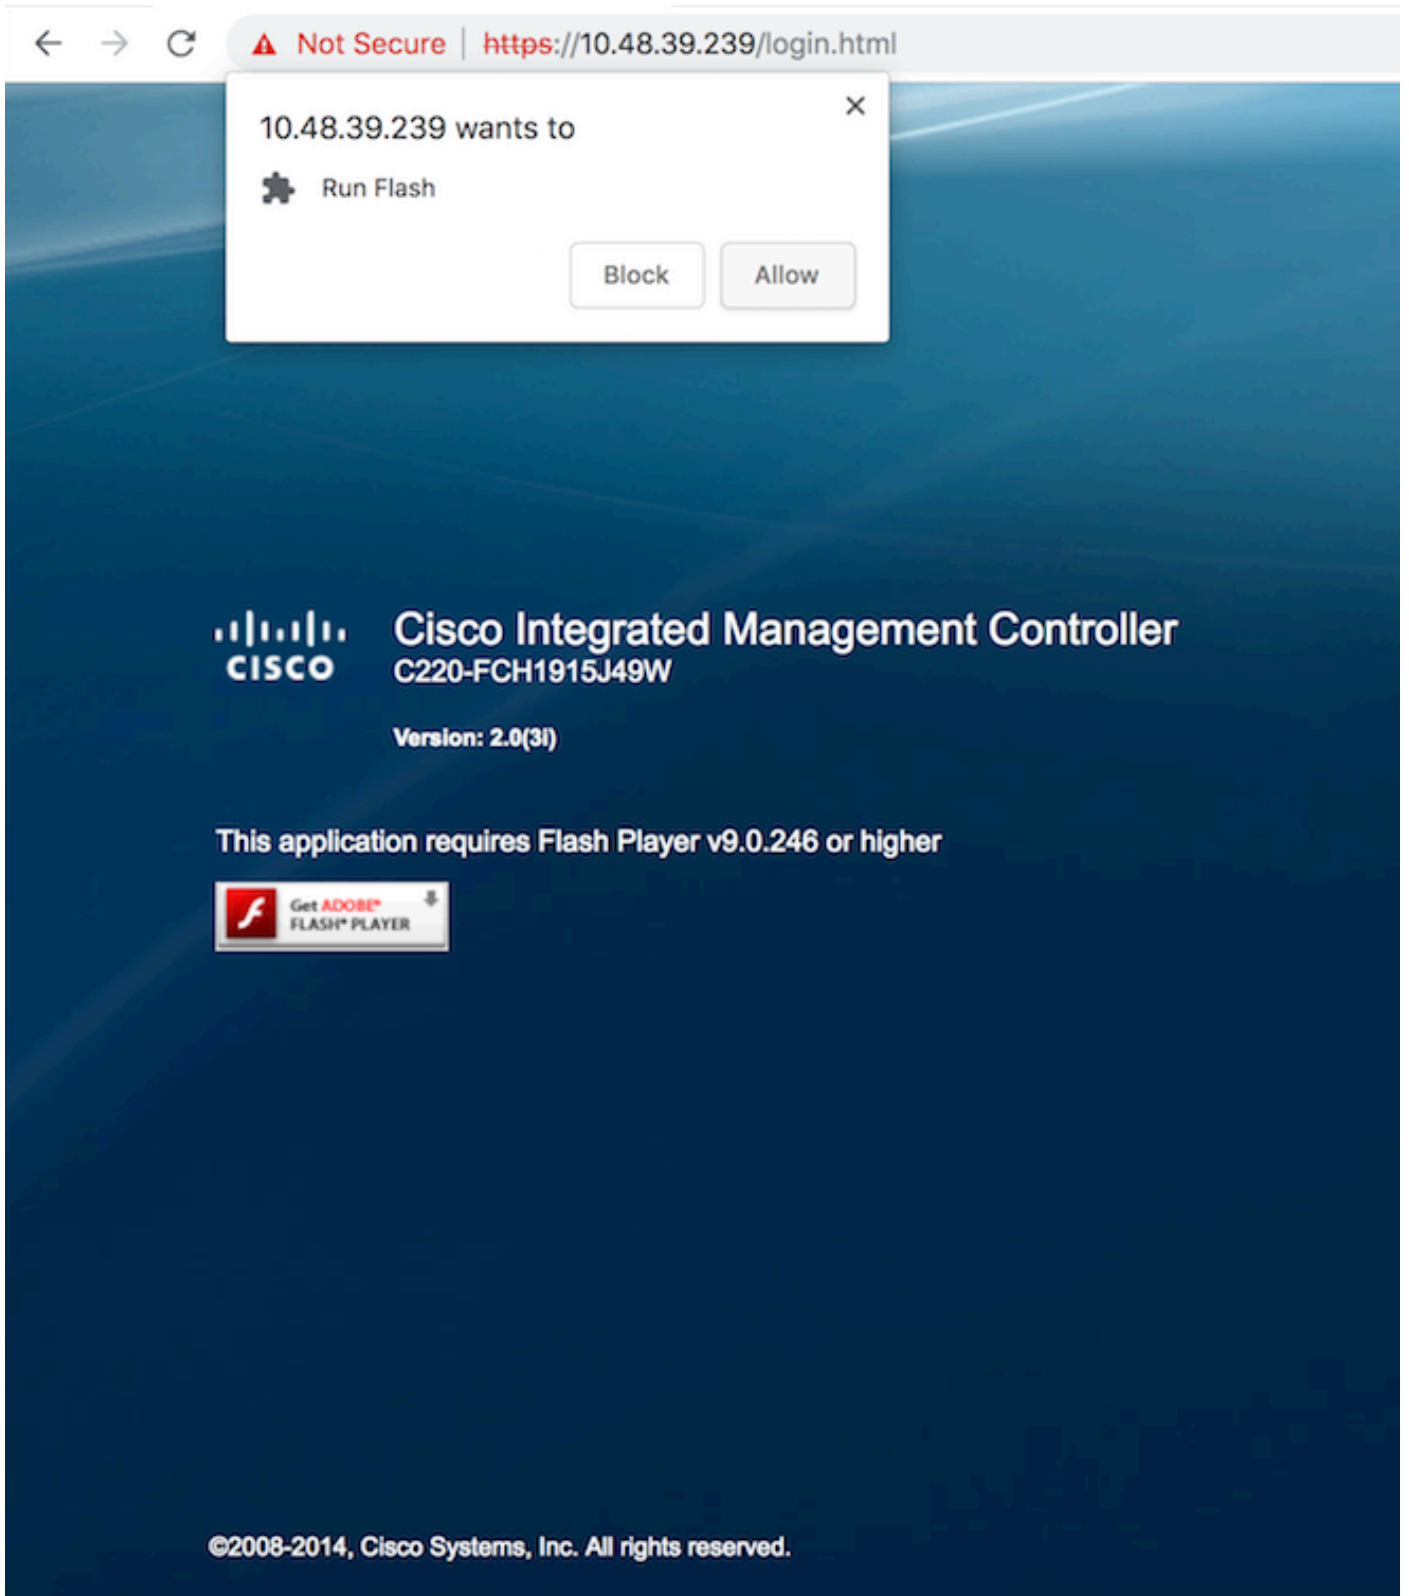 Not Secure | https://10.48.39.239/login.html
10.48.39.239 wants to
Run Flash
Block Allow
CISCO
Cisco Integrated Management Controller
C220-FCH1915J49W
Version: 2.0(3i)
This application requires Flash Player v9.0.246 or higher
Get ADOBE®
FLASH® PLAYER
©2008-2014, Cisco Systems, Inc. All rights reserved.